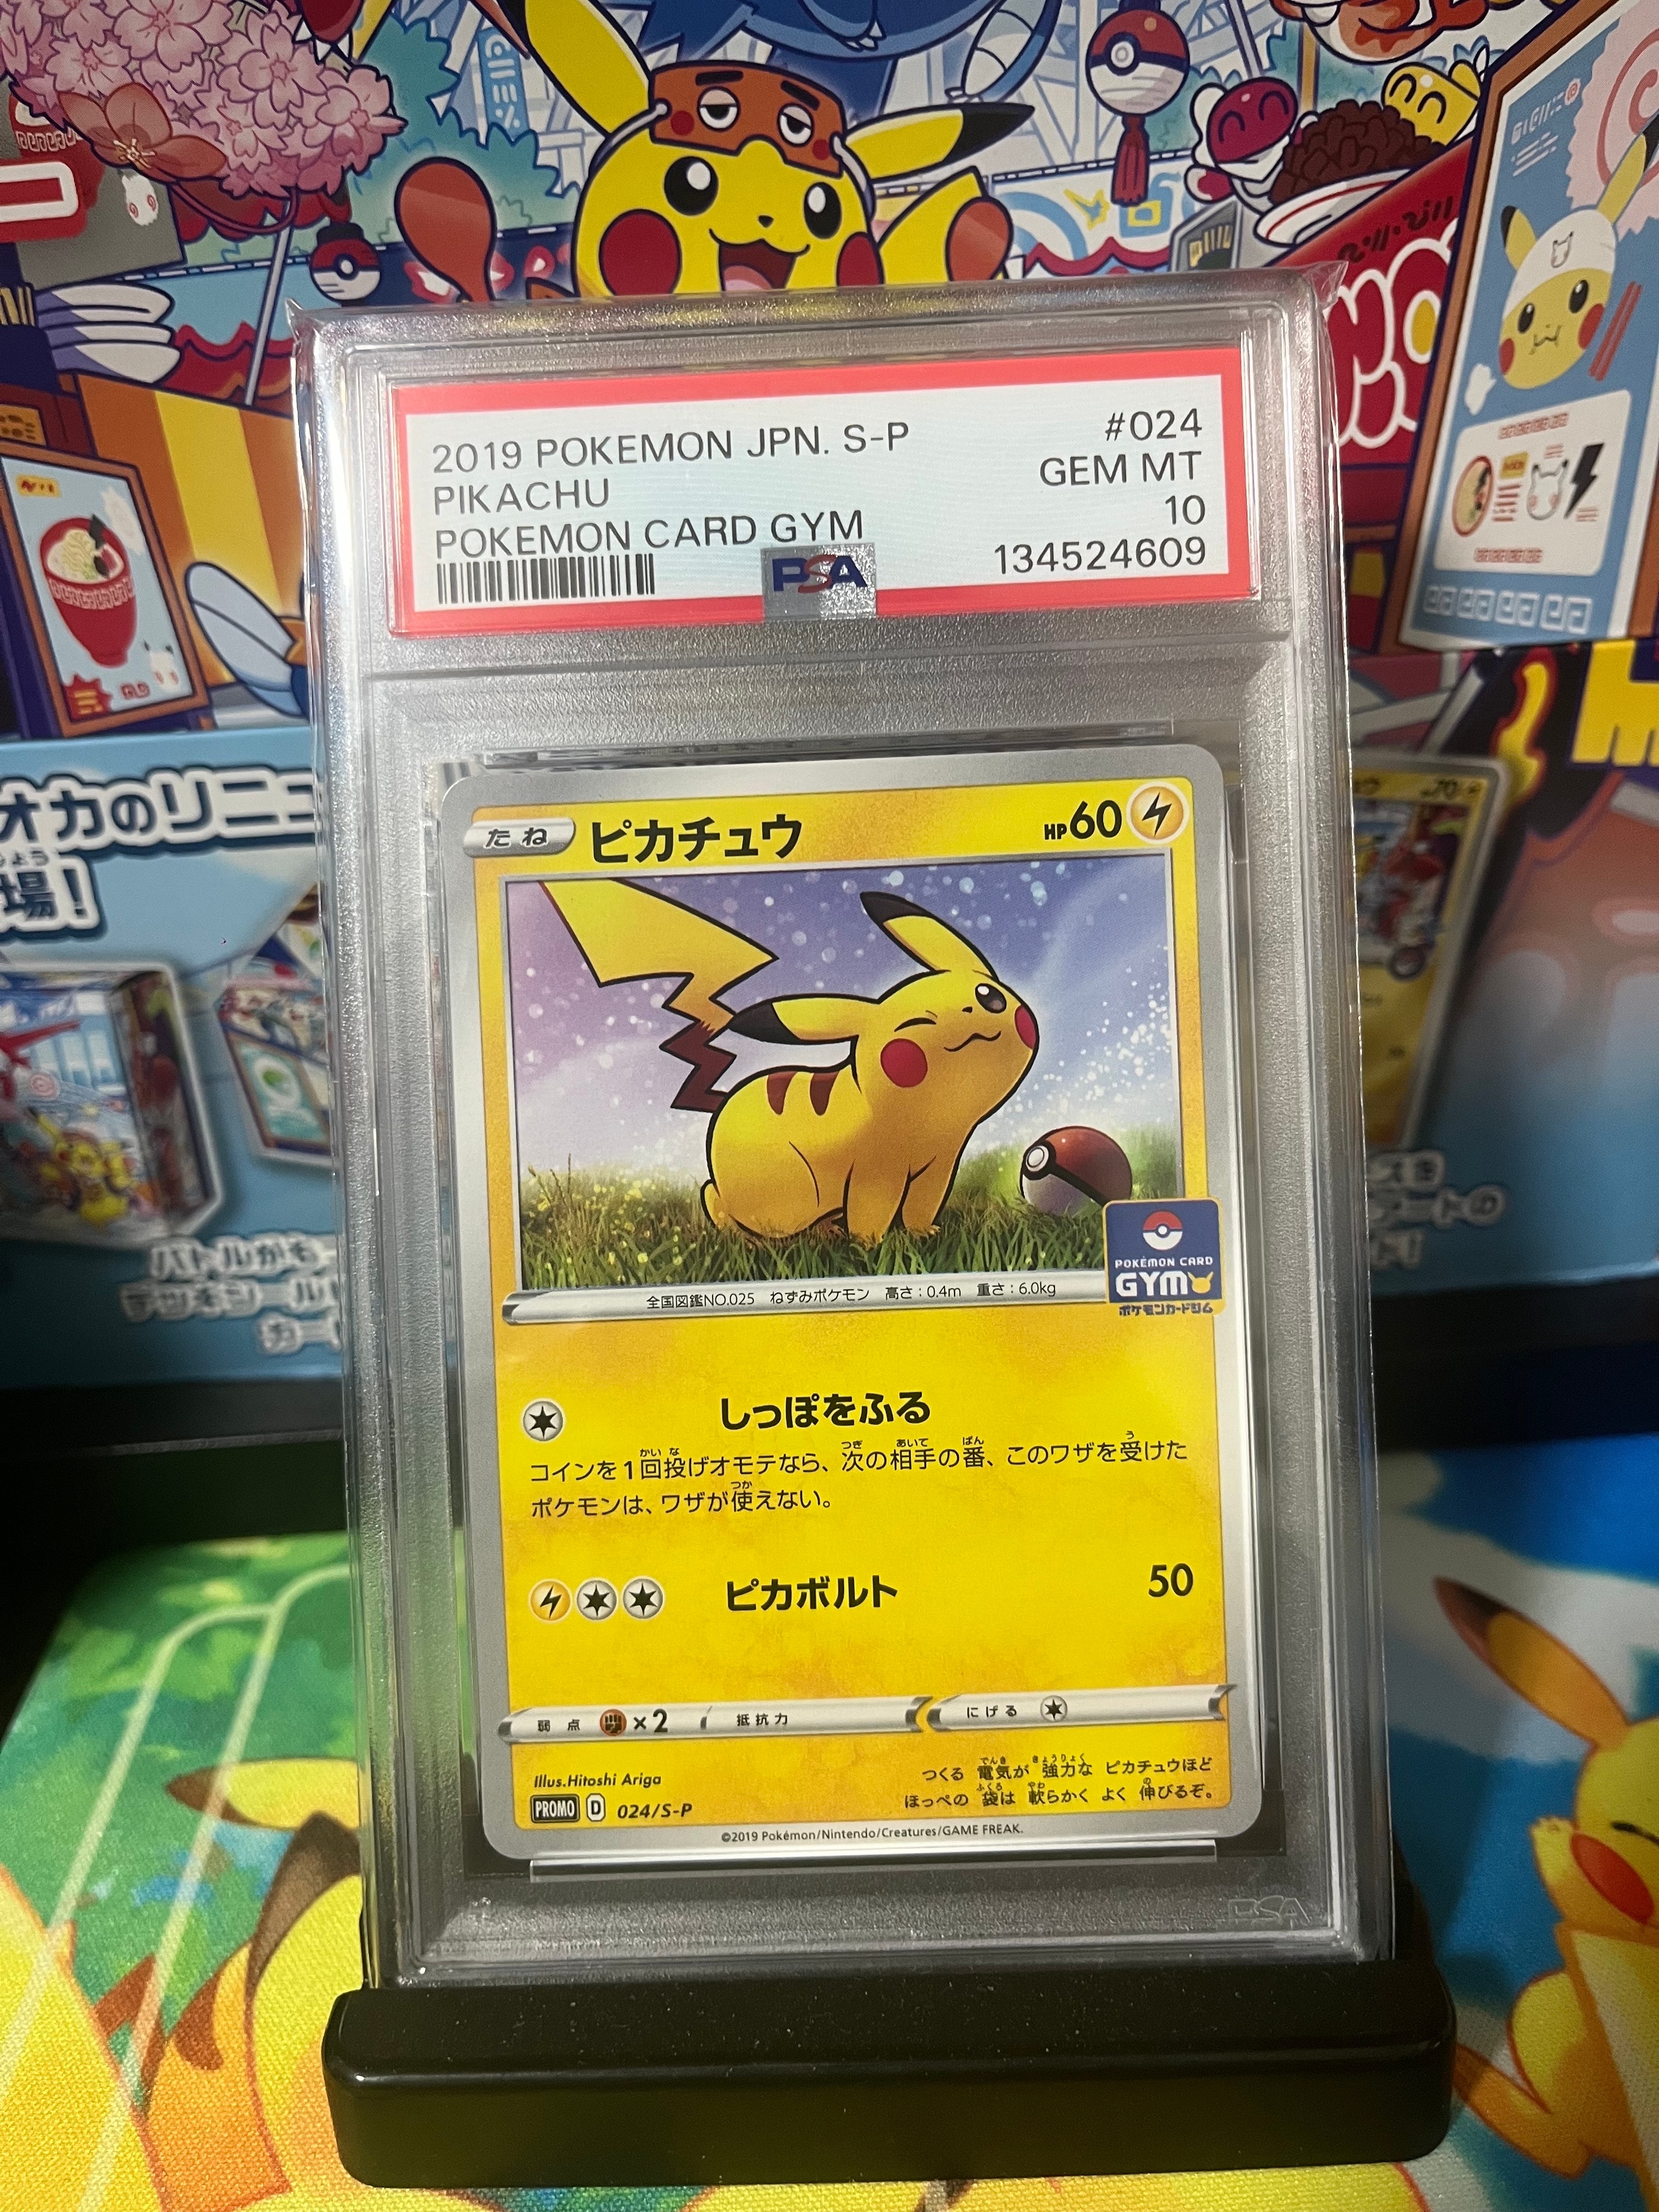 2019 POKEMON JPN. S-P
#024
PIKACHU
GEM MT
POKEMON CARD GYM
10
134524609
PSA
オカのリニュ
場!
たね
ピカチュウ
HP60
全国図鑑NO.025 ねずみポケモン 高さ:0.4m 重さ:6.0kg
POKÉMON CARD
GYM
ポケモンカードジム
しっぽをふる
コインを1回投げオモテなら、次の相手の番、このワザを受けた
ポケモンは、ワザが使えない。
ピカボルト
50
弱点
×2
抵抗力
にげる
Illus.Hitoshi Ariga
つくる 電気が 強力な ピカチュウほど
ほっぺの 袋は 軟らかく よく 伸びるぞ。
PROMO D 024/S-P
©2019 Pokémon/Nintendo/Creatures/GAME FREAK.
PSA